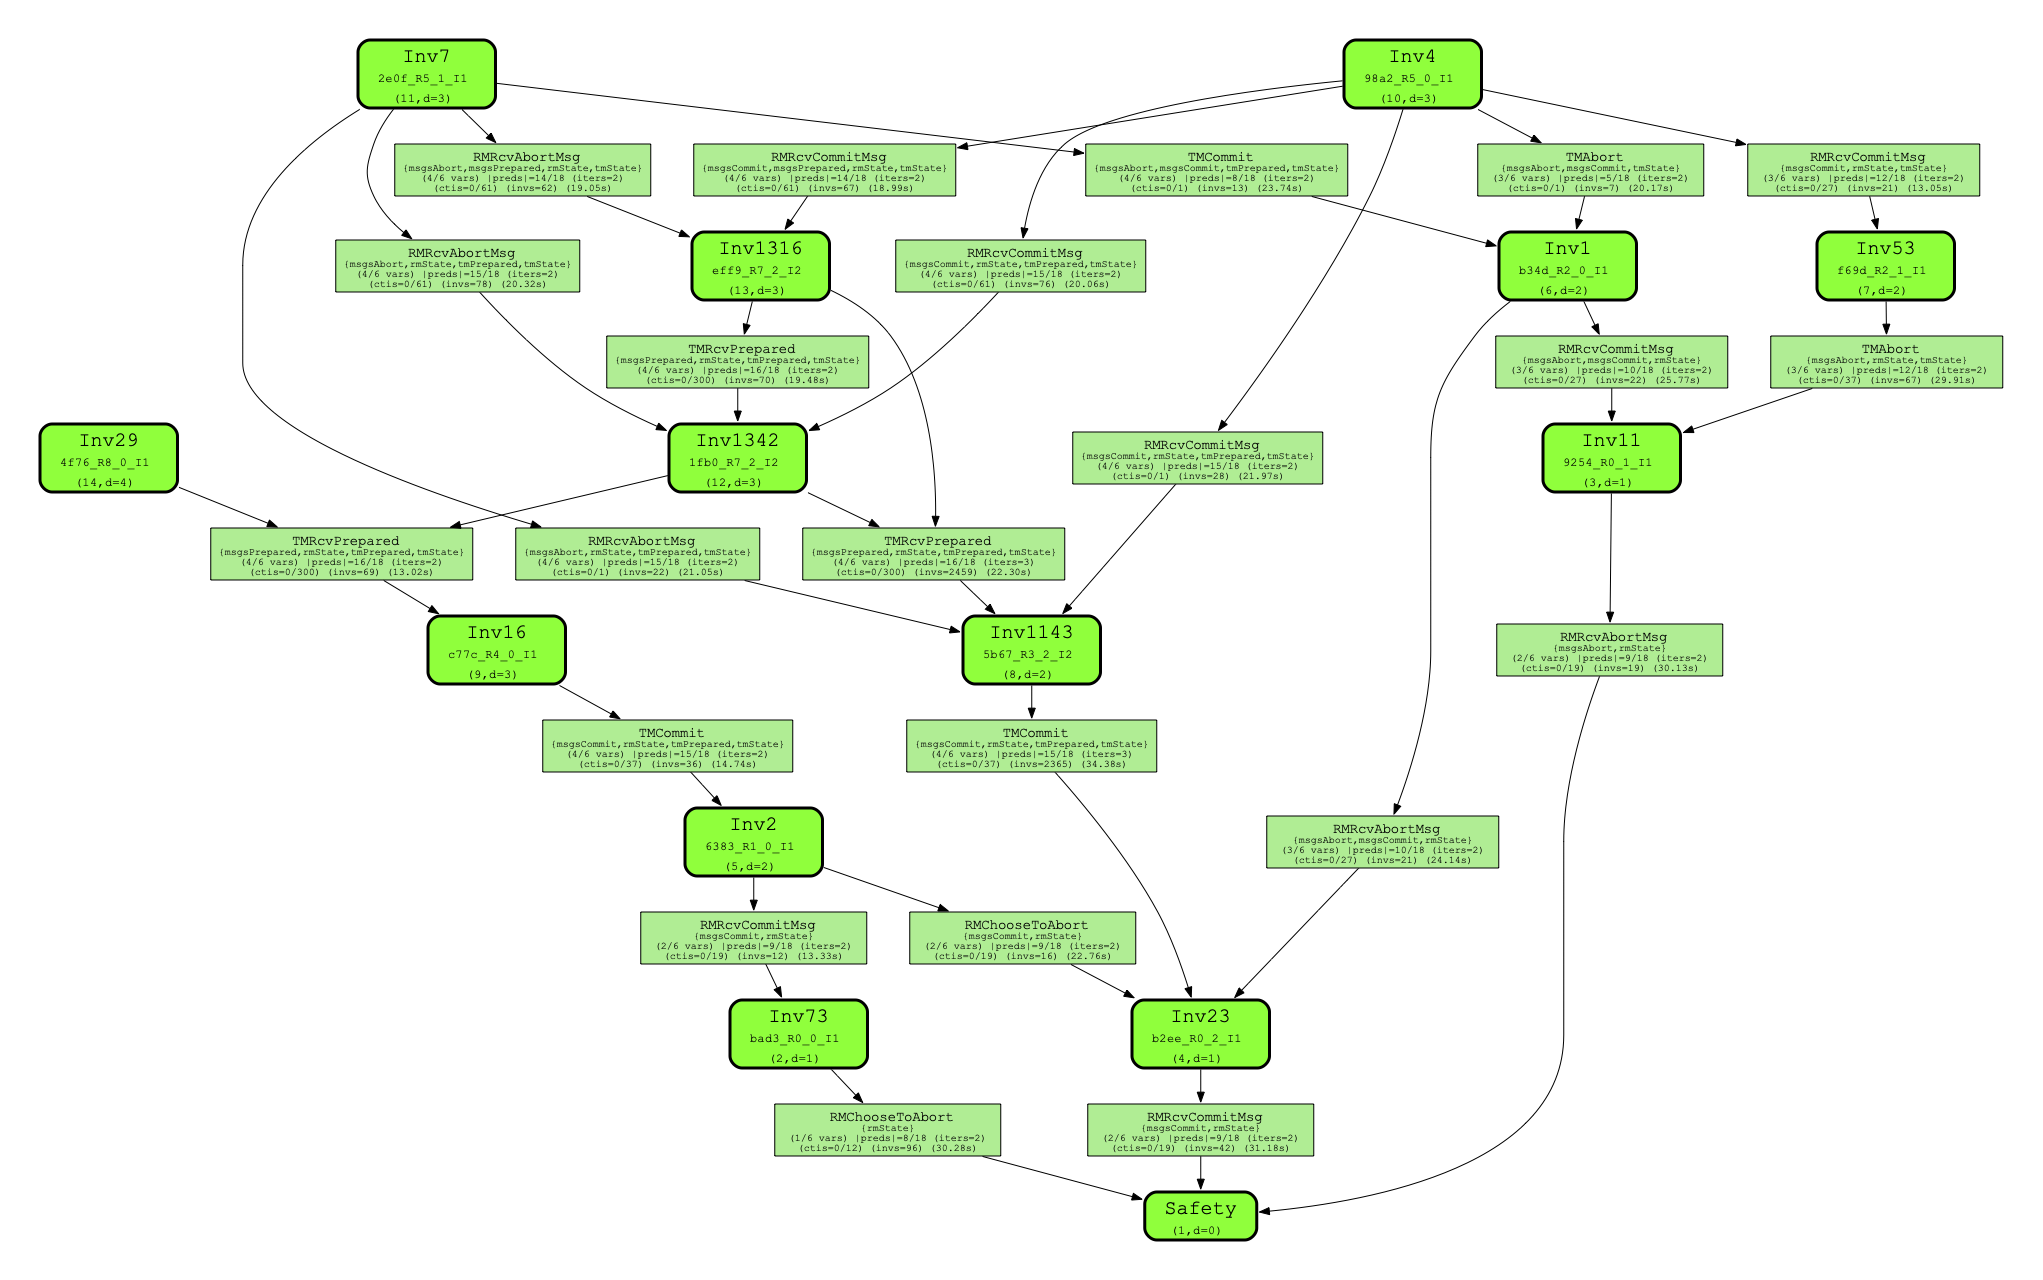 Inv7
2e0f_R5_1_I1
(11,d=3)
Inv4
98a2_R5_0_I1
(10,d=3)
RMRcvAbortMsg
{msgsAbort,msgsPrepared,rmState,tmState}
(4/6 vars) |preds|=14/18 (iters=2)
(ctis=0/61) (invs=62) (19.05s)
RMRcvCommitMsg
{msgsCommit,msgsPrepared,rmState,tmState}
(4/6 vars) |preds|=14/18 (iters=2)
(ctis=0/61) (invs=67) (18.99s)
TMCommit
{msgsAbort,msgsCommit,tmPrepared,tmState}
(4/6 vars) |preds|=8/18 (iters=2)
(ctis=0/1) (invs=13) (23.74s)
TMAbort
{msgsAbort,msgsCommit,tmState}
(3/6 vars) |preds|=5/18 (iters=2)
(ctis=0/1) (invs=7) (20.17s)
RMRcvCommitMsg
{msgsCommit,rmState,tmState}
(3/6 vars) |preds|=12/18 (iters=2)
(ctis=0/27) (invs=21) (13.05s)
RMRcvAbortMsg
{msgsAbort,rmState,tmPrepared,tmState}
(4/6 vars) |preds|=15/18 (iters=2)
(ctis=0/61) (invs=78) (20.32s)
Inv1316
eff9_R7_2_I2
(13,d=3)
RMRcvCommitMsg
{msgsCommit,rmState,tmPrepared,tmState}
(4/6 vars) |preds|=15/18 (iters=2)
(ctis=0/61) (invs=76) (20.06s)
Inv1
b34d_R2_0_I1
(6,d=2)
Inv53
f69d_R2_1_I1
(7,d=2)
TMRcvPrepared
{msgsPrepared,rmState,tmPrepared,tmState}
(4/6 vars) |preds|=16/18 (iters=2)
(ctis=0/300) (invs=70) (19.48s)
RMRcvCommitMsg
{msgsAbort,msgsCommit,rmState}
(3/6 vars) |preds|=10/18 (iters=2)
(ctis=0/27) (invs=22) (25.77s)
TMAbort
{msgsAbort,rmState,tmState}
(3/6 vars) |preds|=12/18 (iters=2)
(ctis=0/37) (invs=67) (29.91s)
Inv29
4f76_R8_0_I1
(14,d=4)
Inv1342
1fb0_R7_2_I2
(12,d=3)
RMRcvCommitMsg
{msgsCommit,rmState,tmPrepared,tmState}
(4/6 vars) |preds|=15/18 (iters=2)
(ctis=0/1) (invs=28) (21.97s)
Inv11
9254_R0_1_I1
(3,d=1)
TMRcvPrepared
{msgsPrepared,rmState,tmPrepared,tmState}
(4/6 vars) |preds|=16/18 (iters=2)
(ctis=0/300) (invs=69) (13.02s)
RMRcvAbortMsg
{msgsAbort,rmState,tmPrepared,tmState}
(4/6 vars) |preds|=15/18 (iters=2)
(ctis=0/1) (invs=22) (21.05s)
TMRcvPrepared
{msgsPrepared,rmState,tmPrepared,tmState}
(4/6 vars) |preds|=16/18 (iters=3)
(ctis=0/300) (invs=2459) (22.30s)
Inv16
c77c_R4_0_I1
(9,d=3)
Inv1143
5b67_R3_2_I2
(8,d=2)
RMRcvAbortMsg
{msgsAbort,rmState}
(2/6 vars) |preds|=9/18 (iters=2)
(ctis=0/19) (invs=19) (30.13s)
TMCommit
{msgsCommit,rmState,tmPrepared,tmState}
(4/6 vars) |preds|=15/18 (iters=2)
(ctis=0/37) (invs=36) (14.74s)
TMCommit
{msgsCommit,rmState,tmPrepared,tmState}
(4/6 vars) |preds|=15/18 (iters=3)
(ctis=0/37) (invs=2365) (34.38s)
Inv2
6383_R1_0_I1
(5,d=2)
RMRcvAbortMsg
{msgsAbort,msgsCommit,rmState}
(3/6 vars) |preds|=10/18 (iters=2)
(ctis=0/27) (invs=21) (24.14s)
RMRcvCommitMsg
{msgsCommit,rmState}
(2/6 vars) |preds|=9/18 (iters=2)
(ctis=0/19) (invs=12) (13.33s)
RMChooseToAbort
{msgsCommit,rmState}
(2/6 vars) |preds|=9/18 (iters=2)
(ctis=0/19) (invs=16) (22.76s)
Inv73
bad3_R0_0_I1
(2,d=1)
Inv23
b2ee_R0_2_I1
(4,d=1)
RMChooseToAbort
{rmState}
(1/6 vars) |preds|=8/18 (iters=2)
(ctis=0/12) (invs=96) (30.28s)
RMRcvCommitMsg
{msgsCommit,rmState}
(2/6 vars) |preds|=9/18 (iters=2)
(ctis=0/19) (invs=42) (31.18s)
Safety
(1,d=0)